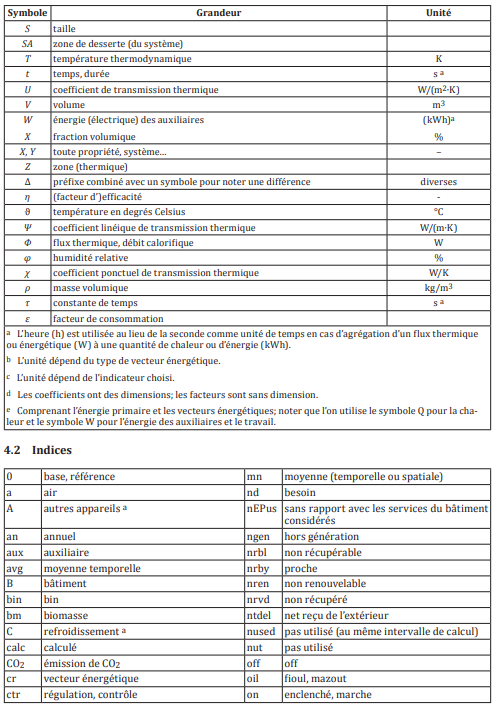 Symbole Grandeur Unité
S taille
SA zone de desserte (du système)
T température thermodynamique K
t temps, durée s a
U coefficient de transmission thermique W/(m2·K)
V volume m3
W énergie (électrique) des auxiliaires (kWh)a
X fraction volumique %
X, Y toute propriété, système... –
Z zone (thermique)
Δ préfixe combiné avec un symbole pour noter une différence diverses
η (facteur d')efficacité -
ϑ température en degrés Celsius °C
Ψ coefficient linéique de transmission thermique W/(m·K)
Φ flux thermique, débit calorifique W
φ humidité relative %
χ coefficient ponctuel de transmission thermique W/K
ρ masse volumique kg/m3
τ constante de temps s a
ε facteur de consommation
a L'heure (h) est utilisée au lieu de la seconde comme unité de temps en cas d'agrégation d'un flux thermique
ou énergétique (W) à une quantité de chaleur ou d'énergie (kWh).
b L'unité dépend du type de vecteur énergétique.
c L'unité dépend de l'indicateur choisi.
d Les coefficients ont des dimensions; les facteurs sont sans dimension.
e Comprenant l'énergie primaire et les vecteurs énergétiques; noter que l'on utilise le symbole Q pour la cha-
leur et le symbole W pour l'énergie des auxiliaires et le travail.
4.2 Indices
0 base, référence mn moyenne (temporelle ou spatiale)
a air nd besoin
A autres appareils a nEPus sans rapport avec les services du bâtiment
considérés
an annuel ngen hors génération
aux auxiliaire nrbl non récupérable
avg moyenne temporelle nrby proche
B bâtiment nren non renouvelable
bin bin nrvd non récupéré
bm biomasse ntdel net reçu de l'extérieur
C refroidissement a nused pas utilisé (au même intervalle de calcul)
calc calculé nut pas utilisé
CO2 émission de CO2 off off
cr vecteur énergétique oil fioul, mazout
ctr régulation, contrôle on enclenché, marche